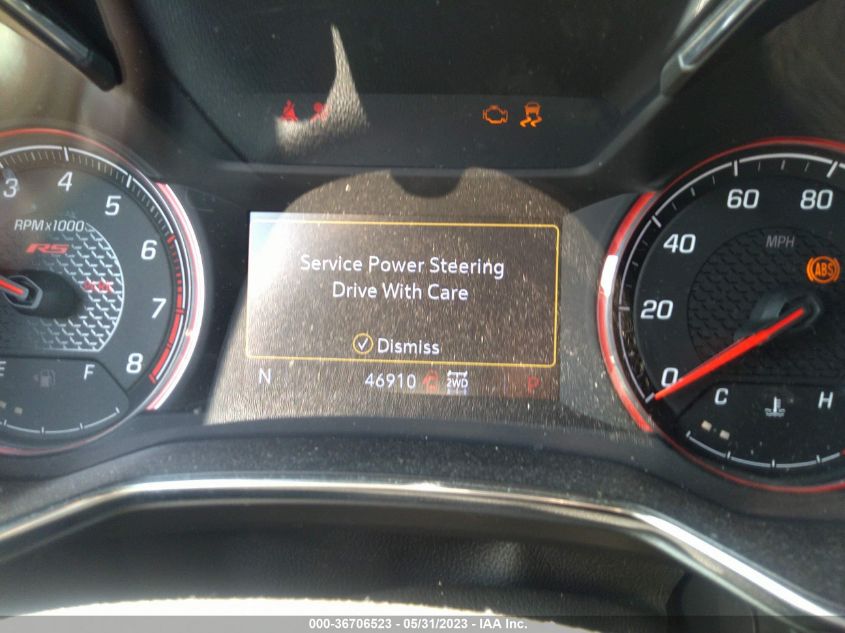 3 4 5 6 7 8
RPM x 1000
RS
E F
Service Power Steering
Drive With Care
Dismiss
N 46910 2WD P
0 20 40 60 80
MPH
ABS
C H
000-36706523 / 05/31/2023 / IAA Inc.